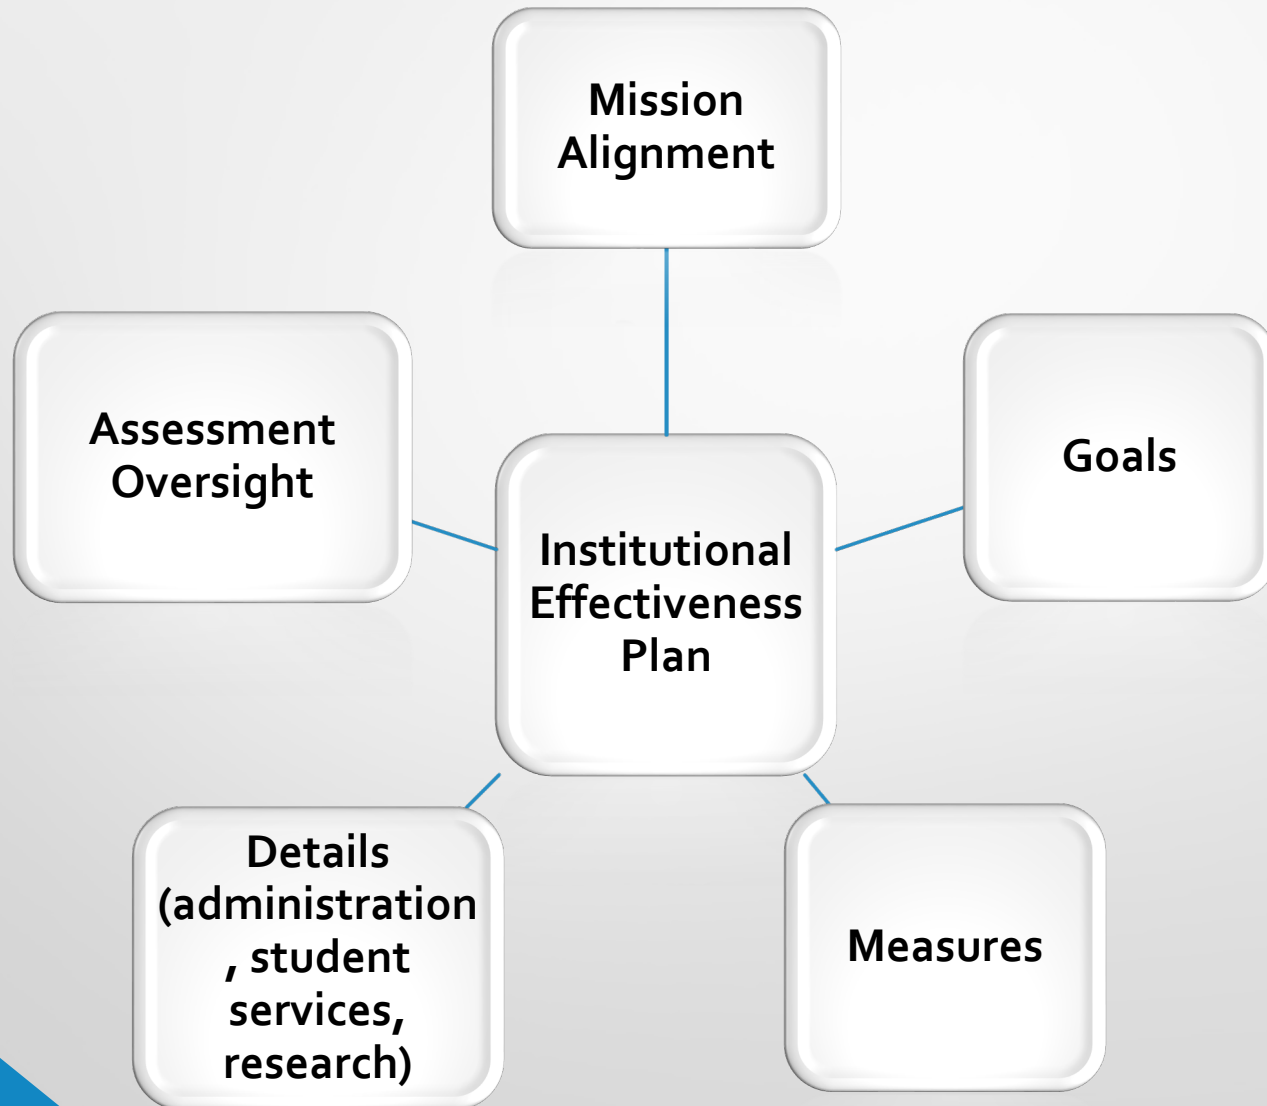 Mission
Alignment
Assessment
Oversight
Goals
Institutional
Effectiveness
Plan
Details
(administration
, student
services,
research)
Measures